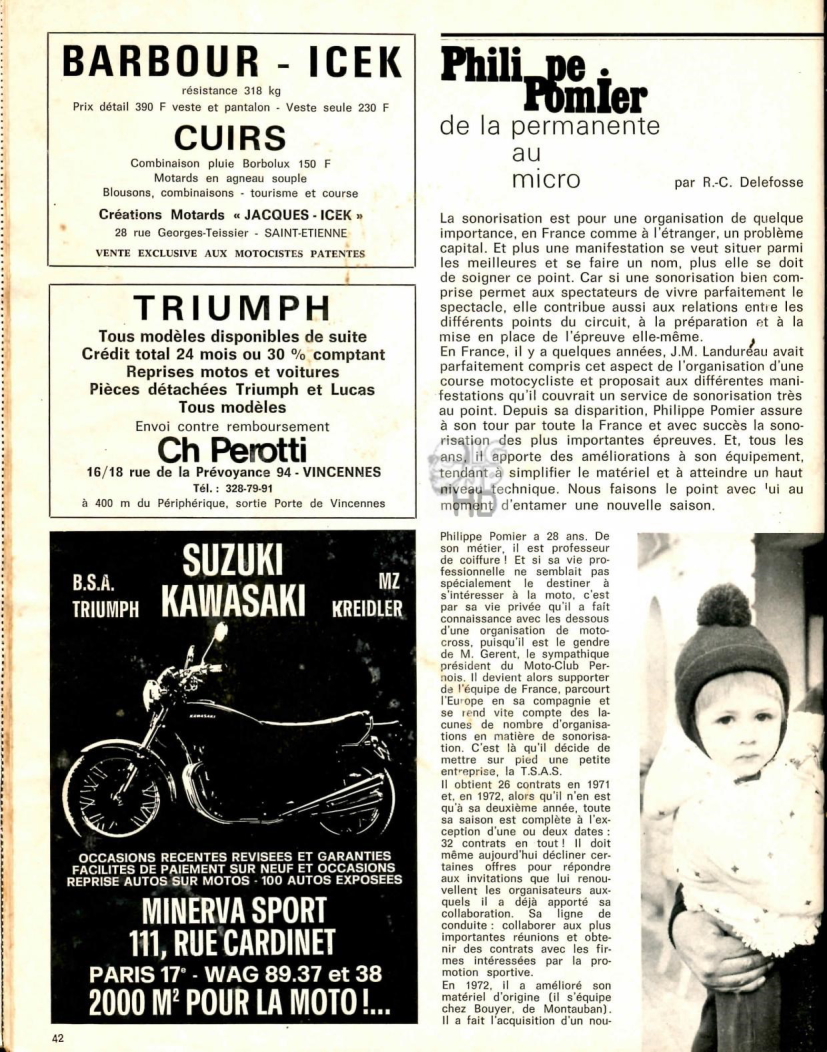 BARBOUR - ICEK
résistance 318 kg
Prix détail 390 F veste et pantalon - Veste seule 230 F
CUIRS
Combinaison pluie Borbolux 150 F
Motards en agneau souple
Blousons, combinaisons - tourisme et course
Créations Motards « JACQUES - ICEK »
28 rue Georges-Teissier - SAINT-ETIENNE
VENTE EXCLUSIVE AUX MOTOCISTES PATENTES
TRIUMPH
Tous modèles disponibles de suite
Crédit total 24 mois ou 30 % comptant
Reprises motos et voitures
Pièces détachées Triumph et Lucas
Tous modèles
Envoi contre remboursement
Ch Perotti
16/18 rue de la Prévoyance 94 - VINCENNES
Tél. : 328-79-91
à 400 m du Périphérique, sortie Porte de Vincennes
SUZUKI
B.S.A.
MZ
TRIUMPH
KAWASAKI
KREIDLER
KAWASAKI
OCCASIONS RECENTES REVISEES ET GARANTIES
FACILITES DE PAIEMENT SUR NEUF ET OCCASIONS
REPRISE AUTOS SUR MOTOS - 100 AUTOS EXPOSEES
MINERVA SPORT
111, RUE CARDINET
PARIS 17e - WAG 89.37 et 38
2000 M² POUR LA MOTO !...
42
Phili pe
Pomier
de la permanente
au
micro
par R.-C. Delefosse
La sonorisation est pour une organisation de quelque
importance, en France comme à l'étranger, un problème
capital. Et plus une manifestation se veut situer parmi
les meilleures et se faire un nom, plus elle se doit
de soigner ce point. Car si une sonorisation bien com-
prise permet aux spectateurs de vivre parfaitement le
spectacle, elle contribue aussi aux relations entre les
différents points du circuit, à la préparation et à la
mise en place de l'épreuve elle-même.
En France, il y a quelques années, J.M. Landureau avait
parfaitement compris cet aspect de l'organisation d'une
course motocycliste et proposait aux différentes mani-
festations qu'il couvrait un service de sonorisation très
au point. Depuis sa disparition, Philippe Pomier assure
à son tour par toute la France et avec succès la sono-
risation des plus importantes épreuves. Et, tous les
ans, il apporte des améliorations à son équipement,
tendant à simplifier le matériel et à atteindre un haut
niveau technique. Nous faisons le point avec lui au
moment d'entamer une nouvelle saison.
Philippe Pomier a 28 ans. De
son métier, il est professeur
de coiffure ! Et si sa vie pro-
fessionnelle ne semblait pas
spécialement le destiner à
s'intéresser à la moto, c'est
par sa vie privée qu'il a fait
connaissance avec les dessous
d'une organisation de moto-
cross, puisqu'il est le gendre
de M. Gerent, le sympathique
président du Moto-Club Per-
nois. Il devient alors supporter
de l'équipe de France, parcourt
l'Europe en sa compagnie et
se rend vite compte des la-
cunes de nombre d'organisa-
tions en matière de sonorisa-
tion. C'est là qu'il décide de
mettre sur pied une petite
entreprise, la T.S.A.S.
Il obtient 26 contrats en 1971
et, en 1972, alors qu'il n'en est
qu'à sa deuxième année, toute
sa saison est complète à l'ex-
ception d'une ou deux dates :
32 contrats en tout ! Il doit
même aujourd'hui décliner cer-
taines offres pour répondre
aux invitations que lui renou-
vellent les organisateurs aux-
quels il a déjà apporté sa
collaboration. Sa ligne de
conduite : collaborer aux plus
importantes réunions et obte-
nir des contrats avec les fir-
mes intéressées par la pro-
motion sportive.
En 1972, il a amélioré son
matériel d'origine (il s'équipe
chez Bouyer, de Montauban).
Il a fait l'acquisition d'un nou-